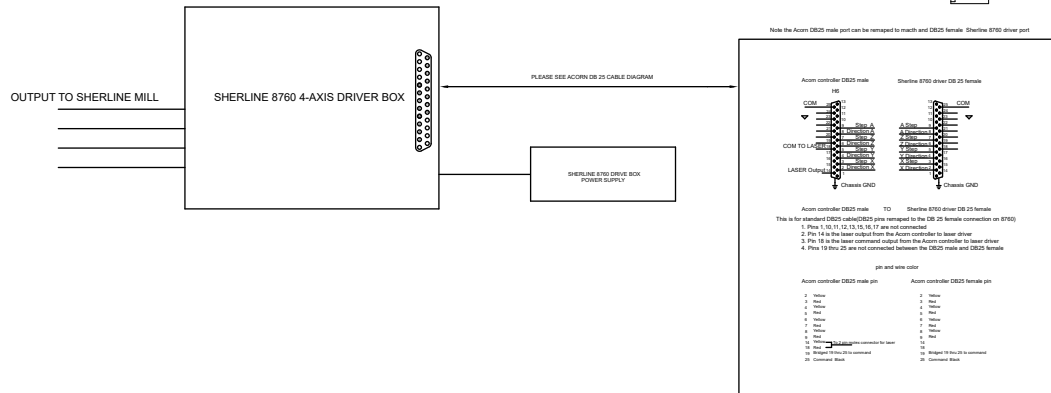 Note the Acorn DB25 male port can be remaped to macth and DB25 female Sherline 8760 driver port
OUTPUT TO SHERLINE MILL
SHERLINE 8760 4-AXIS DRIVER BOX
PLEASE SEE ACORN DB 25 CABLE DIAGRAM
SHERLINE 8760 DRIVE BOX
POWER SUPPLY
Acorn controller DB25 male
Sherline 8760 driver DB 25 female
H6
COM
COM
Step A
Direction A
Step Z
Direction Z
Step Y
Direction Y
Step X
Direction X
COM TO LASER
LASER Output
A Step
A Direction
Z Step
Z Direction
Y Step
Y Direction
X Step
X Direction
Chassis GND
Chassis GND
Acorn controller DB25 male TO Sherline 8760 driver DB 25 female
This is for standard DB25 cable(DB25 pins remaped to the DB 25 female connection on 8760)
1. Pins 1,10,11,12,13,15,16,17 are not connected
2. Pin 14 is the laser output from the Acorn controller to laser driver
3. Pin 18 is the laser command output from the Acorn controller to laser driver
4. Pins 19 thru 25 are not connected between the DB25 male and DB25 female
pin and wire color
Acorn controller DB25 male pin
2 Yellow
3 Red
4 Yellow
5 Red
6 Yellow
7 Red
8 Yellow
9 Red
14 Yellow
18 Red
To 2 pin molex connector for laser
19 Bridged 19 thru 25 to command
25 Command Black
Acorn controller DB25 female pin
2 Yellow
3 Red
4 Yellow
5 Red
6 Yellow
7 Red
8 Yellow
9 Red
14
18
19 Bridged 19 thru 25 to command
25 Command Black